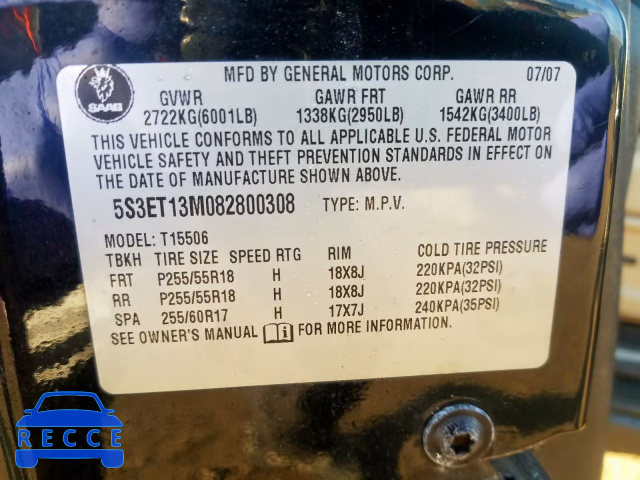 MFD BY GENERAL MOTORS CORP. 07/07
SAAB
GVWR GAWR FRT GAWR RR
2722KG(6001LB) 1338KG(2950LB) 1542KG(3400LB)
THIS VEHICLE CONFORMS TO ALL APPLICABLE U.S. FEDERAL MOTOR
VEHICLE SAFETY AND THEFT PREVENTION STANDARDS IN EFFECT ON
THE DATE OF MANUFACTURE SHOWN ABOVE.
5S3ET13M082800308 TYPE: M.P.V.
MODEL: T15506
TBKH TIRE SIZE SPEED RTG RIM COLD TIRE PRESSURE
FRT P255/55R18 H 18X8J 220KPA(32PSI)
RR P255/55R18 H 18X8J 220KPA(32PSI)
SPA 255/60R17 H 17X7J 240KPA(35PSI)
SEE OWNER'S MANUAL FOR MORE INFORMATION.
RECCE